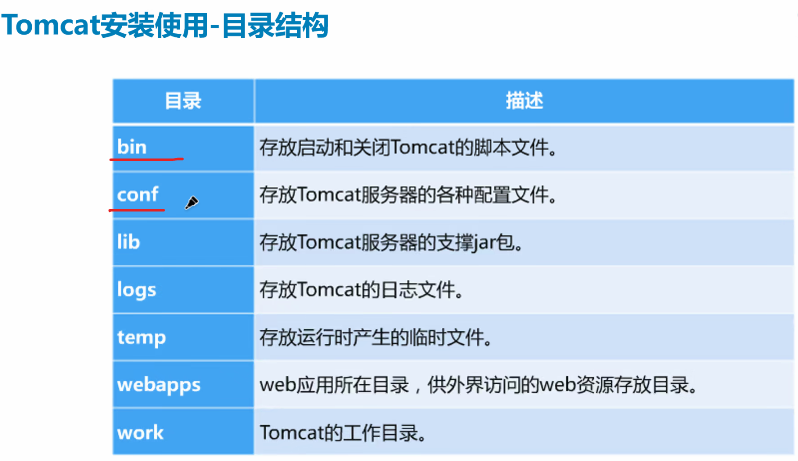 Tomcat安装使用-目录结构
目录 描述
bin 存放启动和关闭Tomcat的脚本文件。
conf 存放Tomcat服务器的各种配置文件。
lib 存放Tomcat服务器的支撑jar包。
logs 存放Tomcat的日志文件。
temp 存放运行时产生的临时文件。
webapps web应用所在目录，供外界访问的web资源存放目录。
work Tomcat的工作目录。